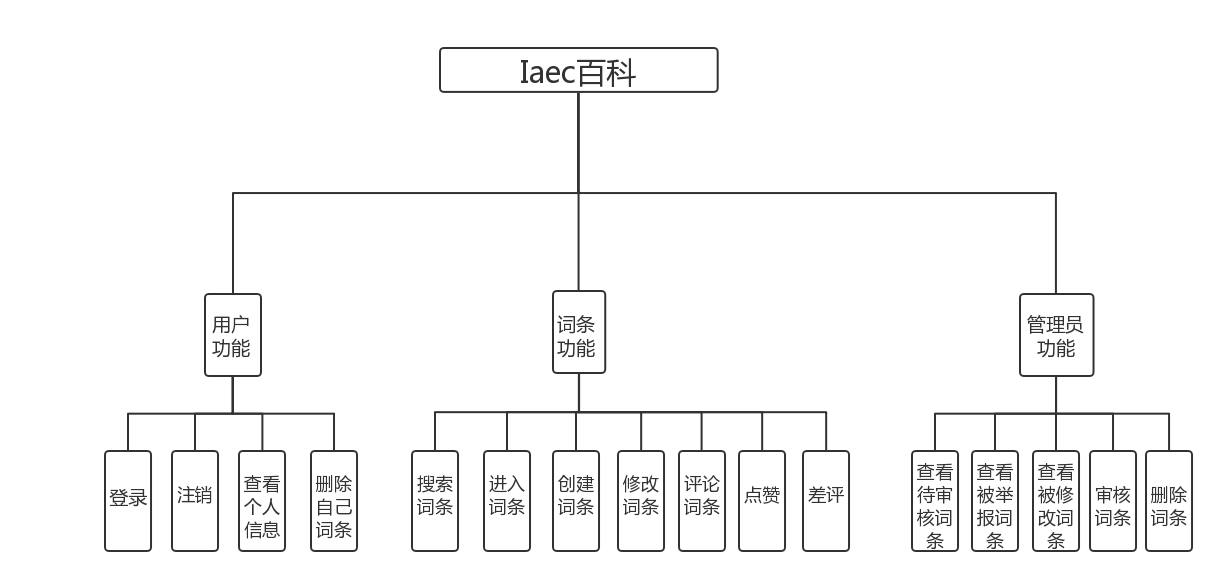 Iaec百科
用户
功能
词条
功能
管理员
功能
登录
注销
查看
个人
信息
删除
自己
词条
搜索
词条
进入
词条
创建
词条
修改
词条
评论
词条
点赞
差评
查看
待审
核词
条
查看
被举
报词
条
查看
被修
改词
条
审核
词条
删除
词条